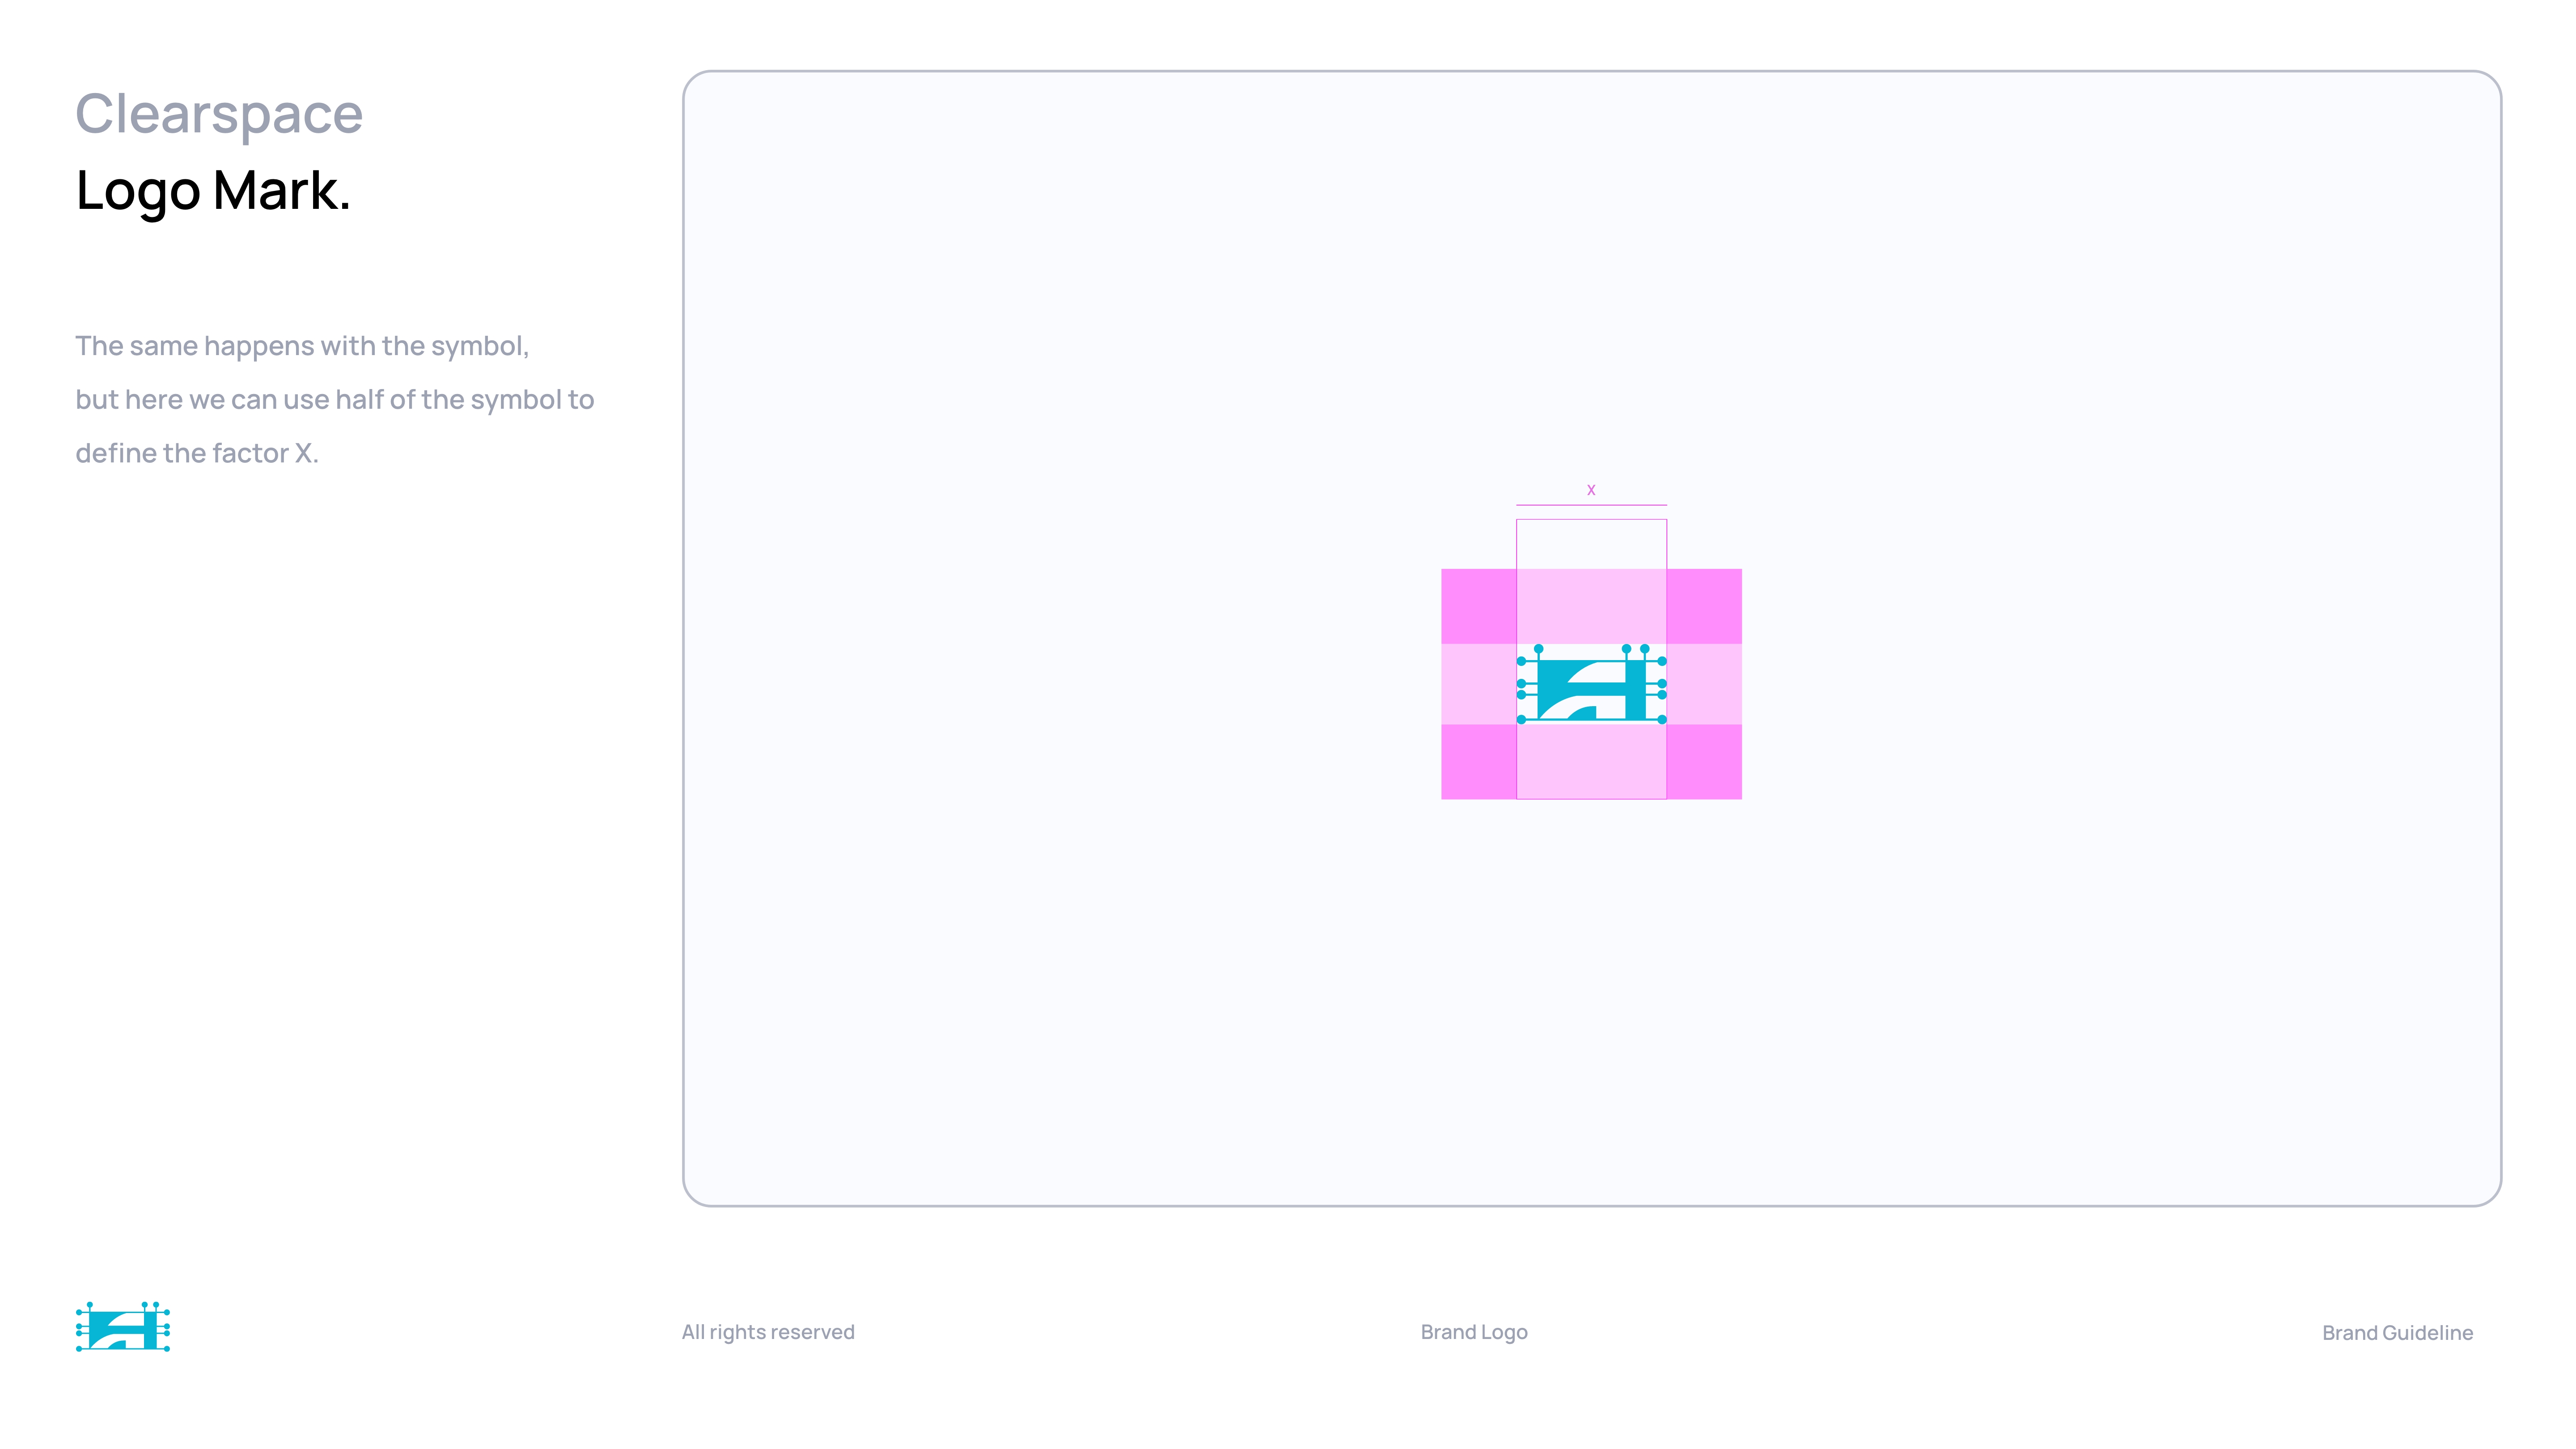 Clearspace
Logo Mark.
The same happens with the symbol,
but here we can use half of the symbol to
define the factor X.
X
All rights reserved
Brand Logo
Brand Guideline